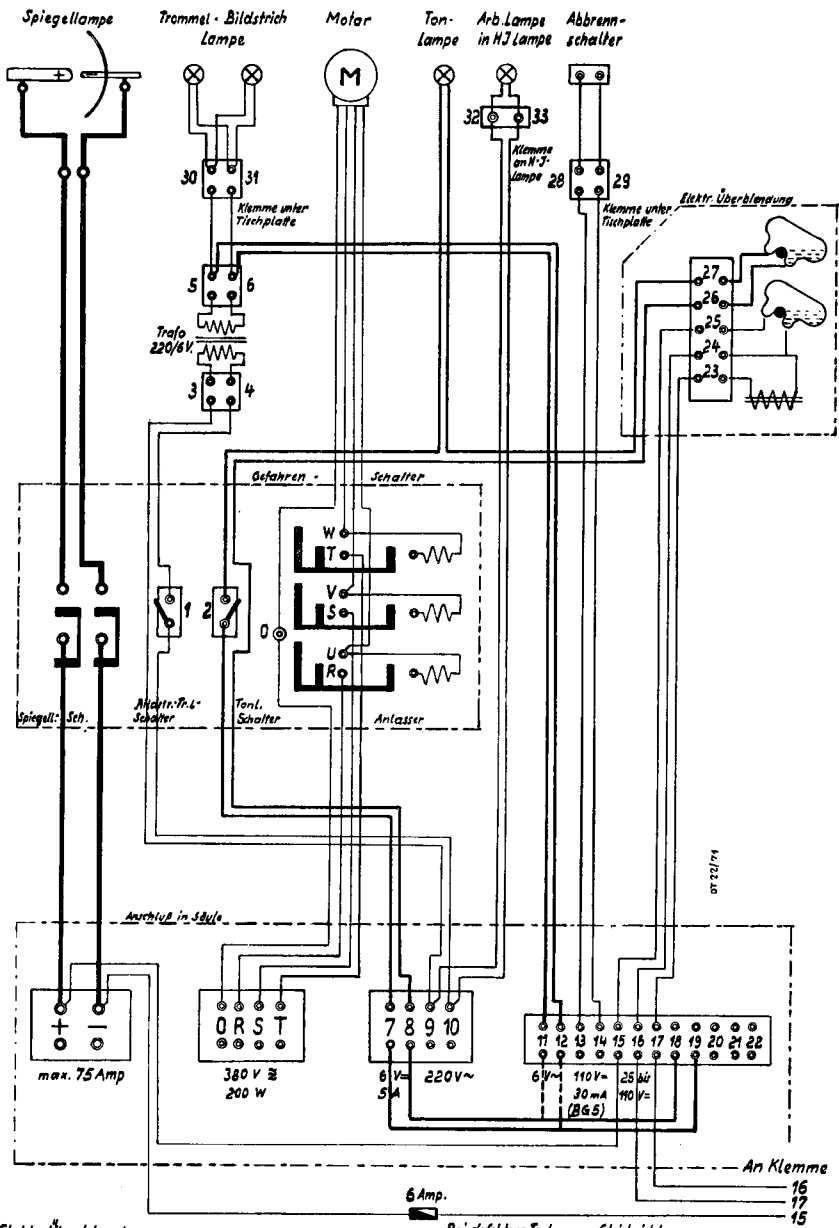 Spiegellampe
Trommel - Bildstrich
Lampe
Motor
Ton-
Lampe
Arb. Lampe
in HJ Lampe
Abbrenn-
schalter
+
M
32 33
Klemme
an H-J-
Lampe
30 31
Klemme unter
Tischplatte
28 29
Klemme unter
Tischplatte
Elektr. Überblendung
27
26
25
24
23
5 6
Trafo
220/6V.
3 4
Gefahren - Schalter
W
T
V
S
U
R
0
1
2
Spiegell.- Sch.
Bildstr.-Tr.L-
Schalter
Tonl.
Schalter
Anlasser
OT 22/71
Anschluß in Säule
+ -
max. 75 Amp
0 R S T
380 V ≅
200 W
7 8 9 10
6 V=
5 A
220V~
11 12 13 14 15 16 17 18 19 20 21 22
6 V~
110 V=
30 mA
(BG5)
25 bis
110 V=
An Klemme
16
17
15
6 Amp.